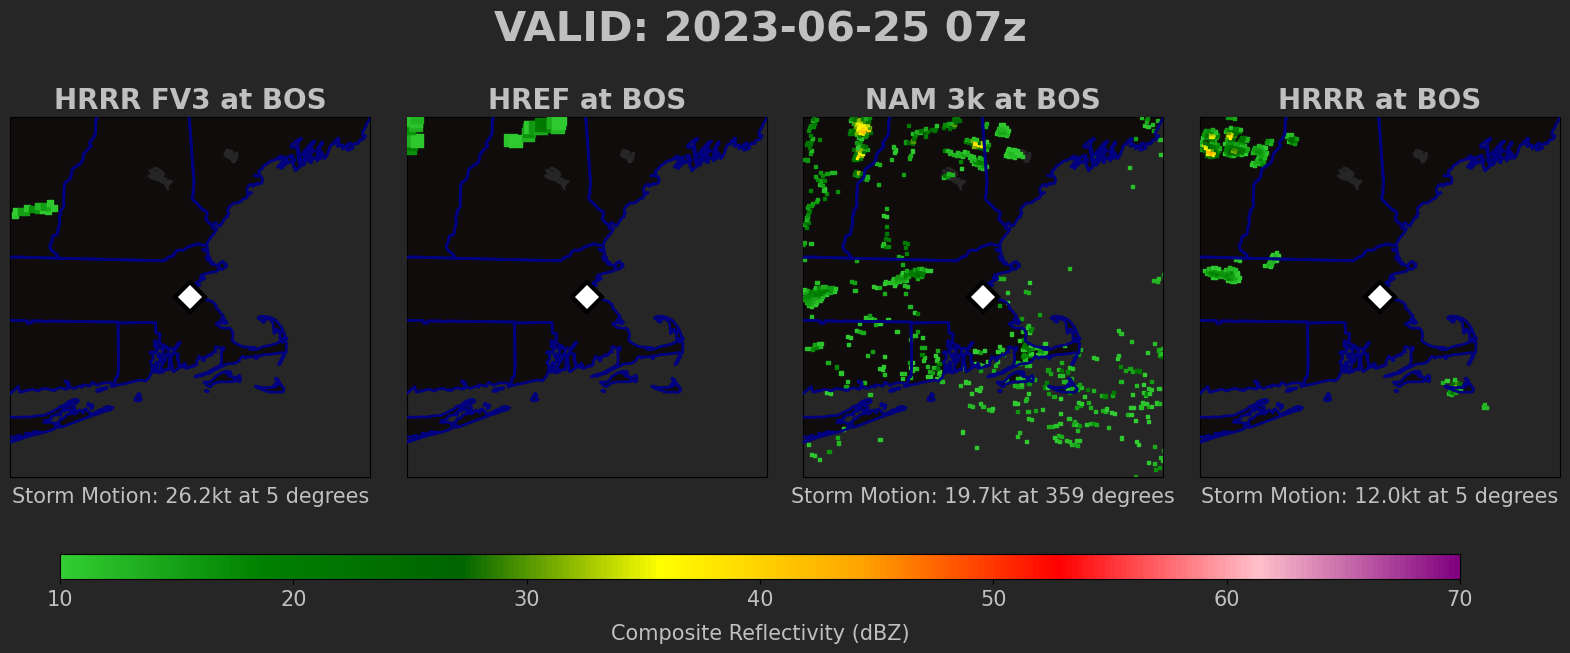 VALID: 2023-06-25 07z
HRRR FV3 at BOS
HREF at BOS
NAM 3k at BOS
HRRR at BOS
Storm Motion: 26.2kt at 5 degrees
Storm Motion: 19.7kt at 359 degrees
Storm Motion: 12.0kt at 5 degrees
10 20 30 40 50 60 70
Composite Reflectivity (dBZ)